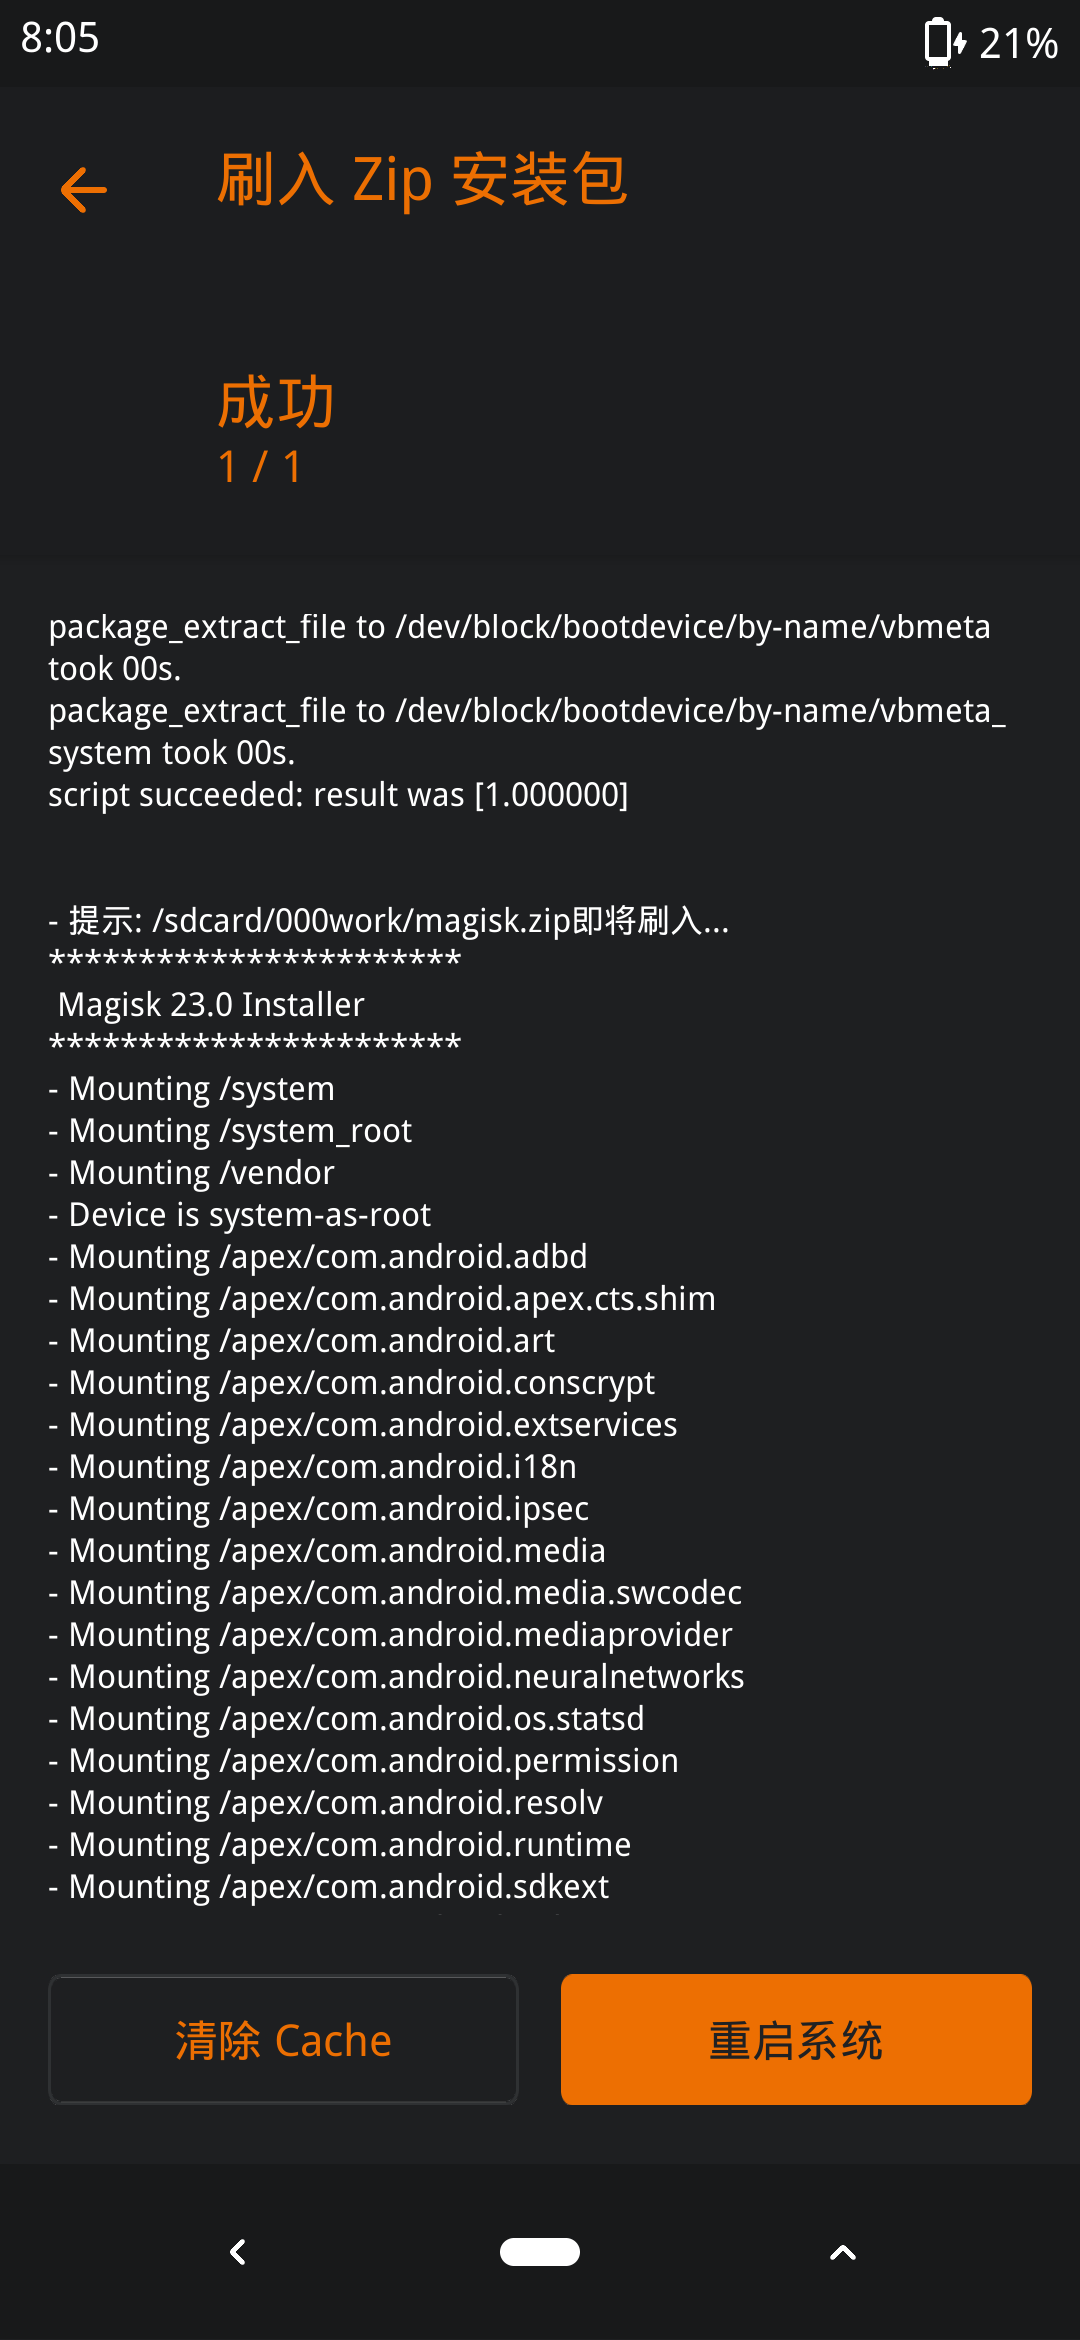 8:05
21%
刷入 Zip 安装包
成功
1 / 1
package_extract_file to /dev/block/bootdevice/by-name/vbmeta
took 00s.
package_extract_file to /dev/block/bootdevice/by-name/vbmeta_
system took 00s.
script succeeded: result was [1.000000]
- 提示: /sdcard/000work/magisk.zip即将刷入...
***********************
Magisk 23.0 Installer
***********************
- Mounting /system
- Mounting /system_root
- Mounting /vendor
- Device is system-as-root
- Mounting /apex/com.android.adbd
- Mounting /apex/com.android.apex.cts.shim
- Mounting /apex/com.android.art
- Mounting /apex/com.android.conscrypt
- Mounting /apex/com.android.extservices
- Mounting /apex/com.android.i18n
- Mounting /apex/com.android.ipsec
- Mounting /apex/com.android.media
- Mounting /apex/com.android.media.swcodec
- Mounting /apex/com.android.mediaprovider
- Mounting /apex/com.android.neuralnetworks
- Mounting /apex/com.android.os.statsd
- Mounting /apex/com.android.permission
- Mounting /apex/com.android.resolv
- Mounting /apex/com.android.runtime
- Mounting /apex/com.android.sdkext
清除 Cache
重启系统